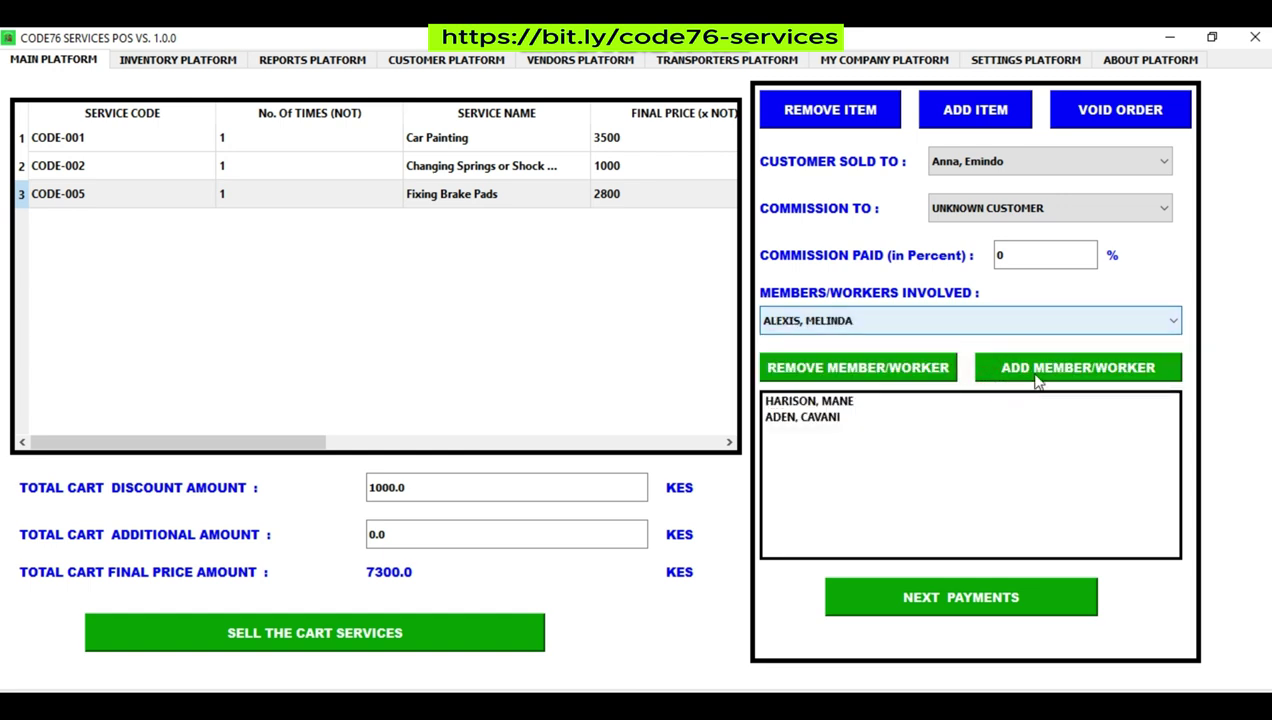 https://bit.ly/code76-services
CODE76 SERVICES POS VS. 1.0.0
MAIN PLATFORM INVENTORY PLATFORM REPORTS PLATFORM CUSTOMER PLATFORM VENDORS PLATFORM TRANSPORTERS PLATFORM MY COMPANY PLATFORM SETTINGS PLATFORM ABOUT PLATFORM
SERVICE CODE No. Of TIMES (NOT) SERVICE NAME FINAL PRICE (x NOT)
1 CODE-001 1 Car Painting 3500
2 CODE-002 1 Changing Springs or Shock ... 1000
3 CODE-005 1 Fixing Brake Pads 2800
TOTAL CART DISCOUNT AMOUNT : 1000.0 KES
TOTAL CART ADDITIONAL AMOUNT : 0.0 KES
TOTAL CART FINAL PRICE AMOUNT : 7300.0 KES
SELL THE CART SERVICES
REMOVE ITEM ADD ITEM VOID ORDER
CUSTOMER SOLD TO : Anna, Emindo
COMMISSION TO : UNKNOWN CUSTOMER
COMMISSION PAID (in Percent) : 0 %
MEMBERS/WORKERS INVOLVED :
ALEXIS, MELINDA
REMOVE MEMBER/WORKER ADD MEMBER/WORKER
HARISON, MANE
ADEN, CAVANI
NEXT PAYMENTS